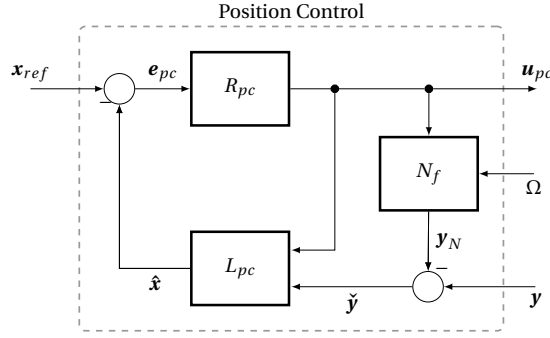 Position Control
x_ref
e_pc
R_pc
u_pc
−
N_f
Ω
y_N
L_pc
−
x̂
y̌
y